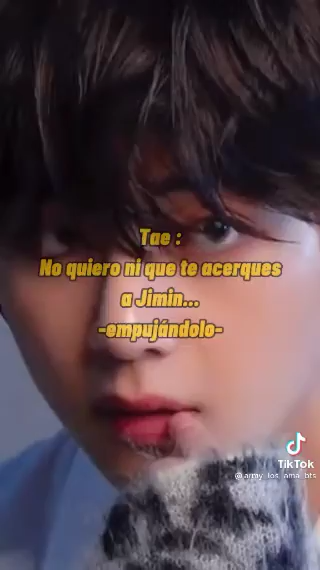 Tae :
No quiero ni que te acerques
a Jimin...
-empujándolo-
TikTok
@army_los_ama_bts